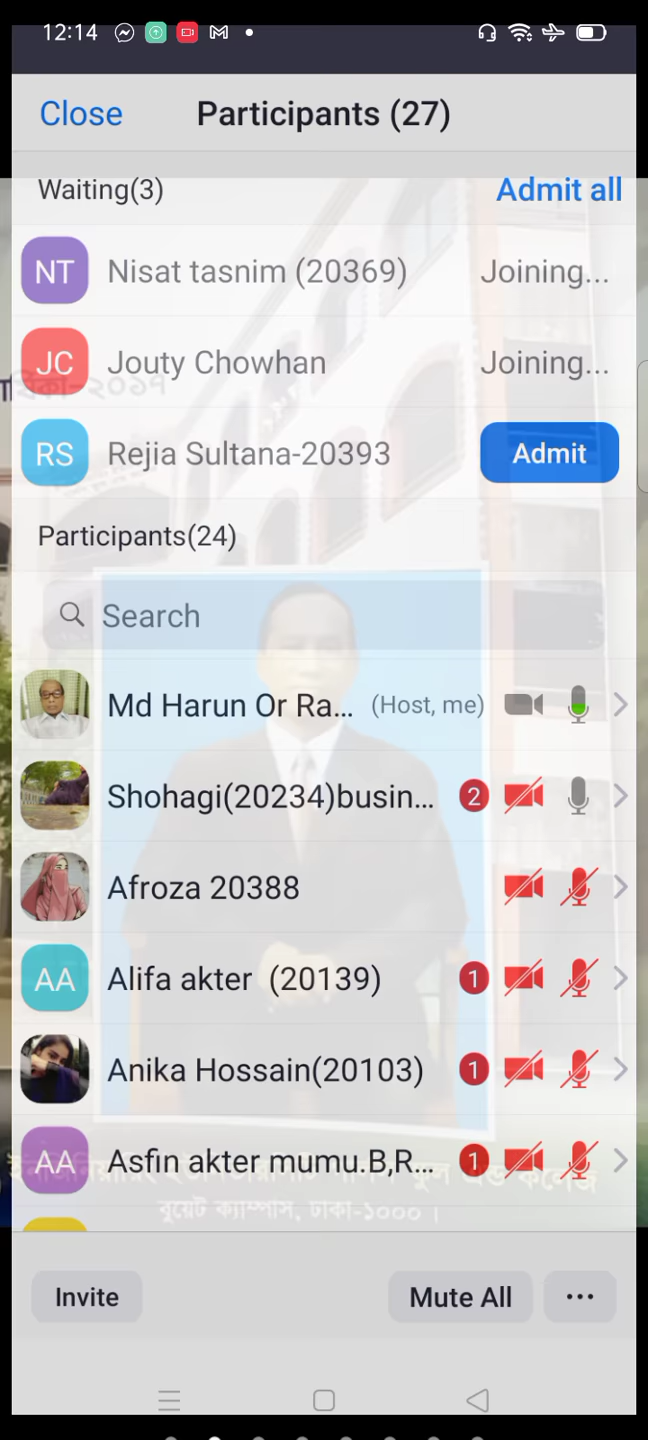 12:14
Close Participants (27)
Waiting(3) Admit all
NT Nisat tasnim (20369) Joining...
JC Jouty Chowhan Joining...
RS Rejia Sultana-20393 Admit
Participants(24)
Search
Md Harun Or Ra... (Host, me)
Shohagi(20234)busin... 2
Afroza 20388
AA Alifa akter (20139) 1
Anika Hossain(20103) 1
AA Asfin akter mumu.B,R... 1
বুয়েট ক্যাম্পাস, ঢাকা-১০০০ ।
Invite Mute All ...